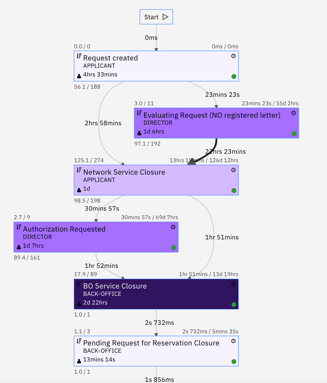 Start
0ms
0.0 / 0
0ms / 0ms
Request created
APPLICANT
4hrs 33mins
56.1 / 188
23mins 23s
3.0 / 11
23mins 23s / 55d 2hrs
Evaluating Request (NO registered letter)
DIRECTOR
1d 6hrs
97.1 / 192
2hrs 58mins
23mins
125.1 / 274
/ 126d 12hrs
Network Service Closure
APPLICANT
1d
98.5 / 198
30mins 57s
2.7 / 9
30mins 57s / 69d 7hrs
Authorization Requested
DIRECTOR
1d 7hrs
89.4 / 161
1hr 51mins
1hr 52mins
17.9 / 89
1hr 51mins / 13d 19hrs
BO Service Closure
BACK-OFFICE
2d 22hrs
1.0 / 1
2s 732ms
1.1 / 3
2s 732ms / 5mins 35s
Pending Request for Reservation Closure
BACK-OFFICE
13mins 14s
1.0 / 1
1s 856ms